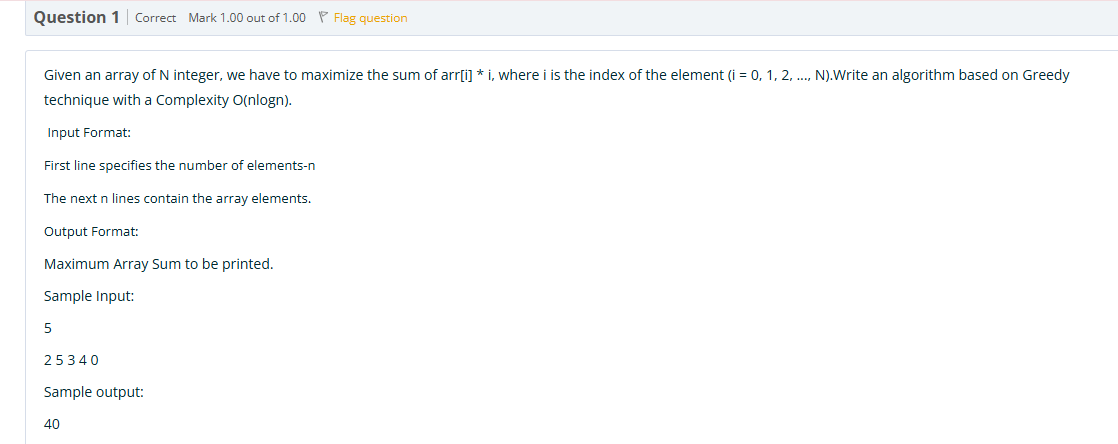 Question 1 Correct Mark 1.00 out of 1.00 Flag question
Given an array of N integer, we have to maximize the sum of arr[i] * i, where i is the index of the element (i = 0, 1, 2, ..., N).Write an algorithm based on Greedy
technique with a Complexity O(nlogn).
Input Format:
First line specifies the number of elements-n
The next n lines contain the array elements.
Output Format:
Maximum Array Sum to be printed.
Sample Input:
5
2 5 3 4 0
Sample output:
40